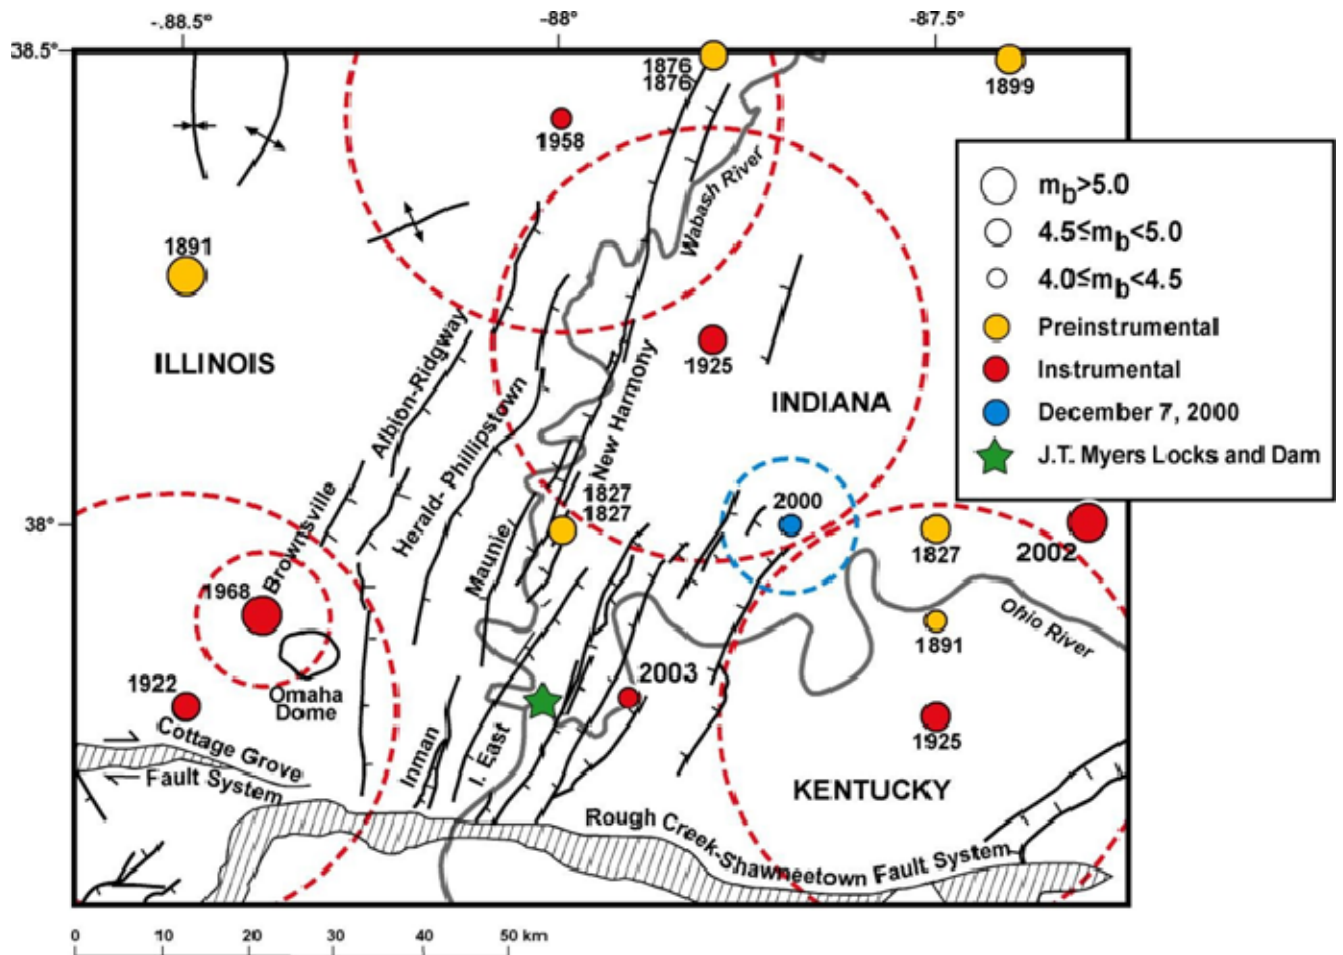 -.88.5°
-88°
-87.5°
38.5°
1876
1876
1899
1958
Wabash River
mb>5.0
4.5≤mb<5.0
4.0≤mb<4.5
Preinstrumental
Instrumental
December 7, 2000
J.T. Myers Locks and Dam
1891
ILLINOIS
Albion-Ridgway
Herald- Phillipstown
New Harmony
1925
INDIANA
Brownsville
Maunie
1827
1827
2000
38°
1827
2002
1968
1891
Ohio River
1922
Omaha
Dome
2003
1925
Cottage Grove
Fault System
Inman
I. East
KENTUCKY
Rough Creek-Shawneetown Fault System
0 10 20 30 40 50 km